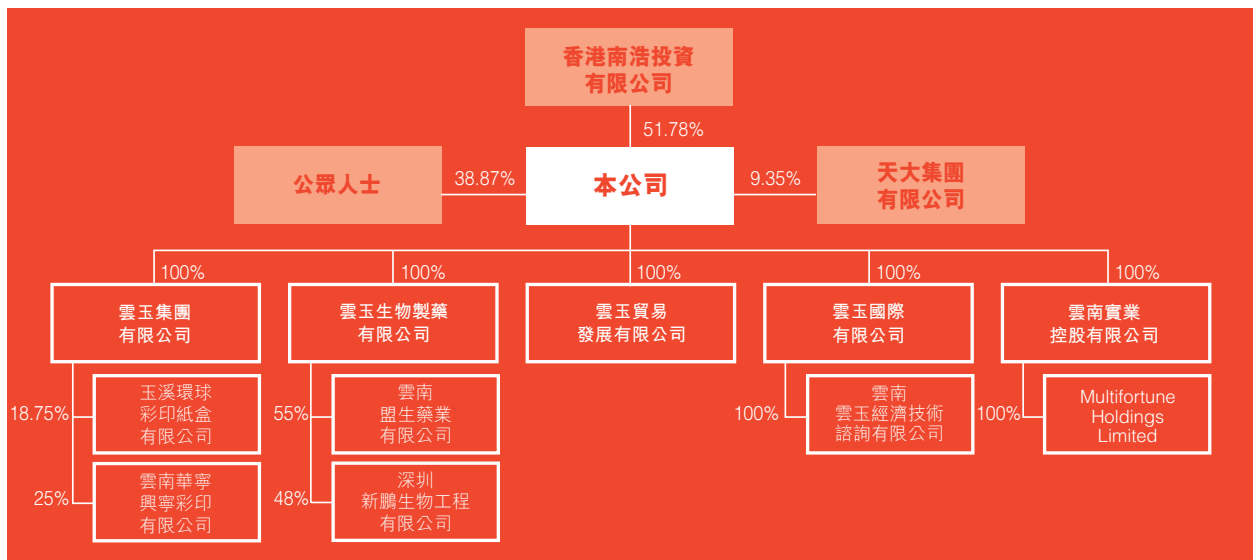 香港南浩投資
有限公司
51.78%
公眾人士
38.87%
本公司
9.35%
天大集團
有限公司
100%
100%
100%
100%
100%
雲玉集團
有限公司
雲玉生物製藥
有限公司
雲玉貿易
發展有限公司
雲玉國際
有限公司
雲南實業
控股有限公司
18.75%
玉溪環球
彩印紙盒
有限公司
55%
雲南
盟生藥業
有限公司
100%
雲南
雲玉經濟技術
諮詢有限公司
100%
Multifortune
Holdings
Limited
25%
雲南華寧
興寧彩印
有限公司
48%
深圳
新鵬生物工程
有限公司